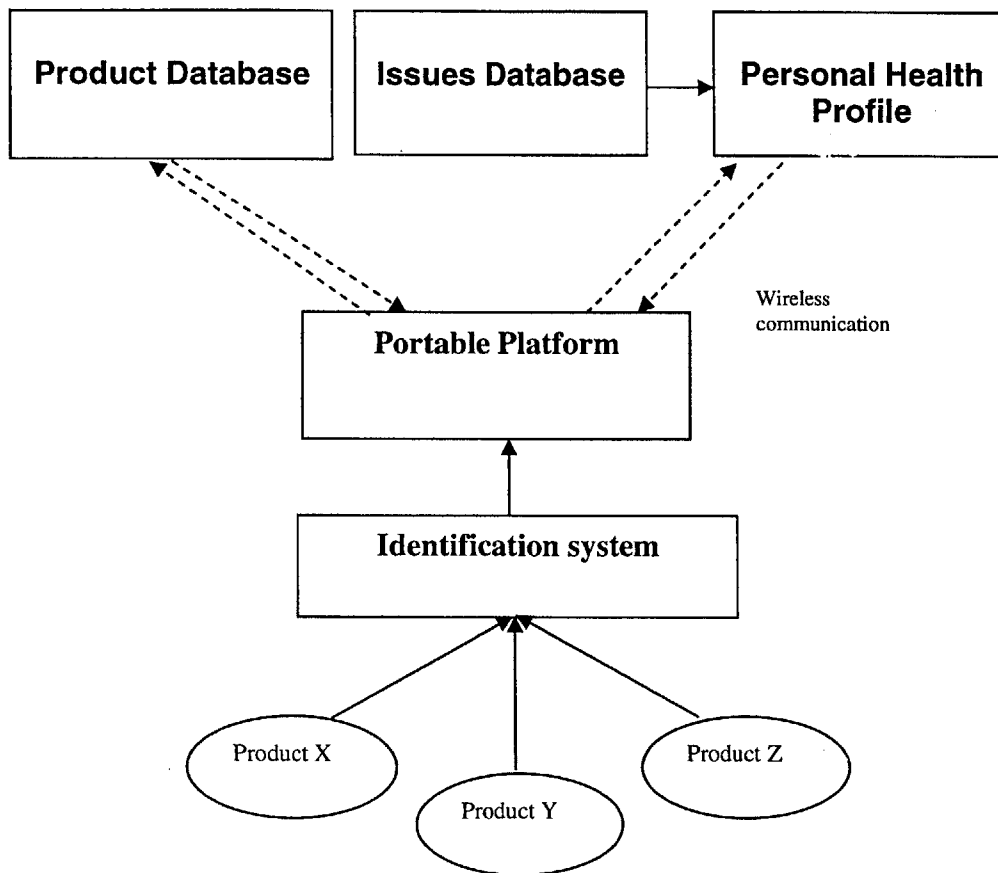 Product Database
Issues Database
Personal Health
Profile
Wireless
communication
Portable Platform
Identification system
Product X
Product Y
Product Z